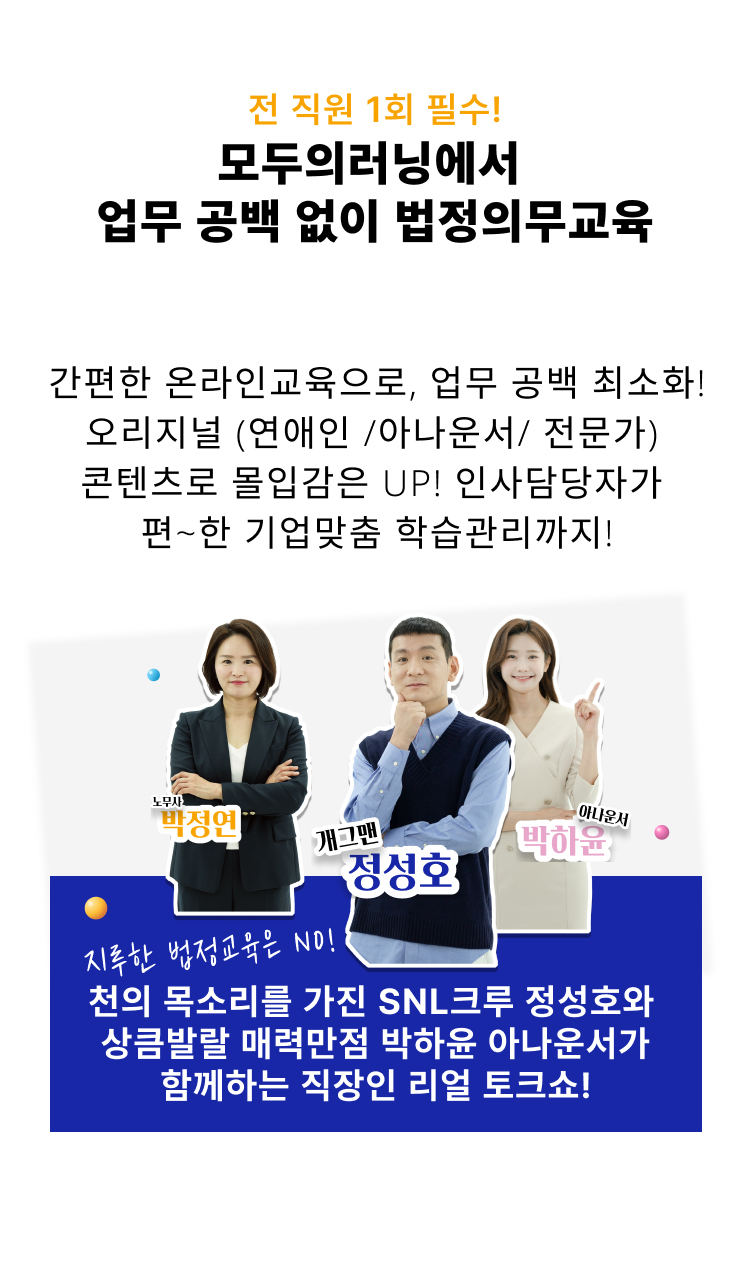 전 직원 1회 필수!
모두의러닝에서
업무 공백 없이 법정의무교육
간편한 온라인교육으로, 업무 공백 최소화!
오리지널 (연애인 /아나운서/ 전문가)
콘텐츠로 몰입감은 UP! 인사담당자가
편~한 기업맞춤 학습관리까지!
노무사
박정연
개그맨
정성호
아나운서
박하윤
지루한 법정교육은 NO!
천의 목소리를 가진 SNL크루 정성호와
상큼발랄 매력만점 박하윤 아나운서가
함께하는 직장인 리얼 토크쇼!